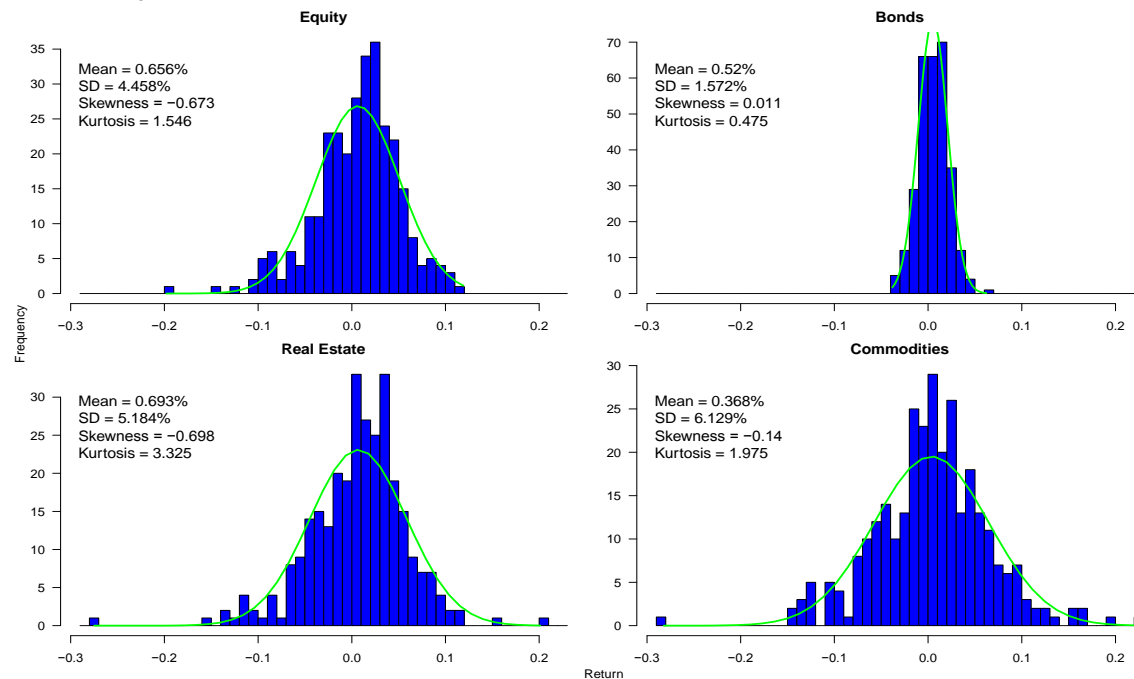 Equity
35
30
25
20
15
10
5
0
Mean = 0.656%
SD = 4.458%
Skewness = −0.673
Kurtosis = 1.546
−0.3 −0.2 −0.1 0.0 0.1 0.2
Bonds
70
60
50
40
30
20
10
0
Mean = 0.52%
SD = 1.572%
Skewness = 0.011
Kurtosis = 0.475
−0.3 −0.2 −0.1 0.0 0.1 0.2
Frequency
Real Estate
30
25
20
15
10
5
0
Mean = 0.693%
SD = 5.184%
Skewness = −0.698
Kurtosis = 3.325
−0.3 −0.2 −0.1 0.0 0.1 0.2
Commodities
30
25
20
15
10
5
0
Mean = 0.368%
SD = 6.129%
Skewness = −0.14
Kurtosis = 1.975
−0.3 −0.2 −0.1 0.0 0.1 0.2
Return